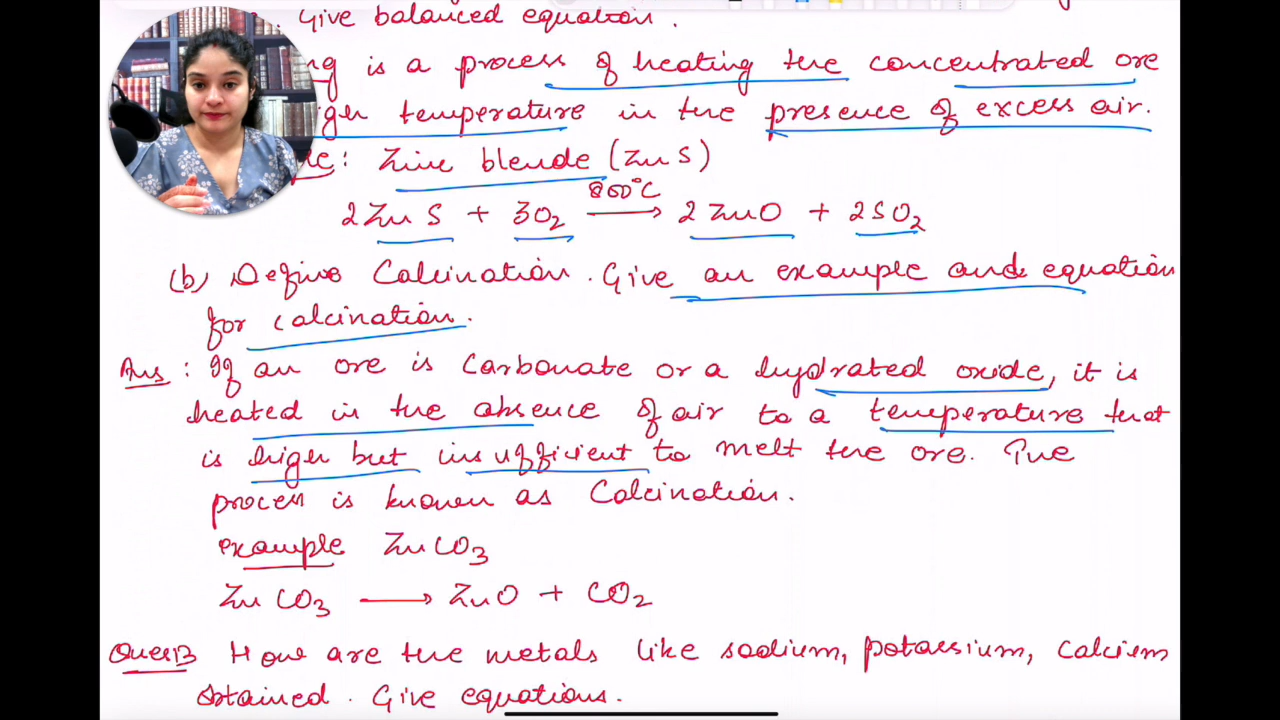 . Give balanced equation.
ng is a process of heating the concentrated ore
ger temperature in the presence of excess air.
: Zinc blende (ZnS)
2ZnS + 3O2 800°C → 2ZnO + 2SO2
(b) Define Calcination. Give an example and equation
for calcination.
Ans : If an ore is Carbonate or a hydrated oxide, it is
heated in the absence of air to a temperature that
is higer but insufficient to melt the ore. The
process is known as Calcination.
example ZnCO3
ZnCO3 → ZnO + CO2
Ques13 How are the metals like sodium, potassium, calcium
obtained. Give equations.